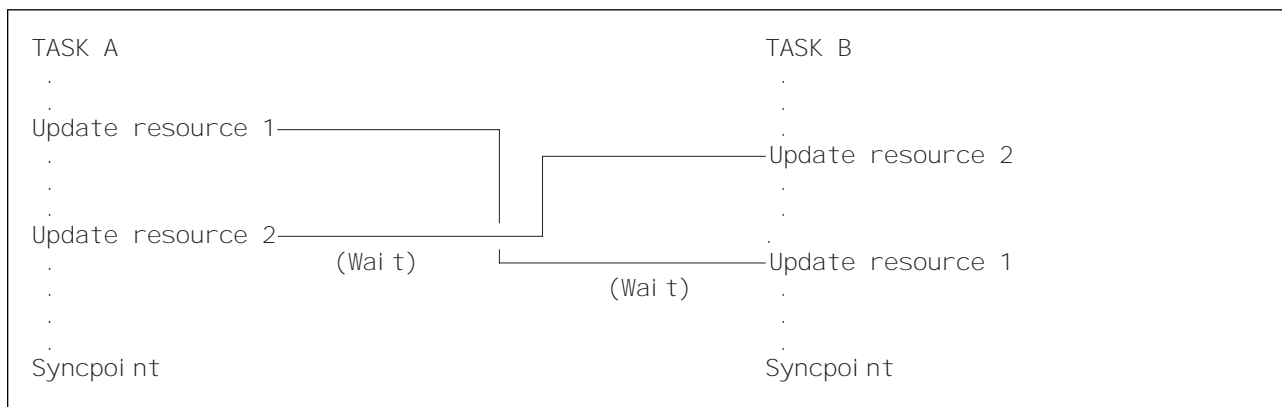 TASK A
TASK B
.
.
.
.
Update resource 1
.
Update resource 2
.
.
.
.
.
Update resource 2
.
(Wait)
Update resource 1
.
(Wait)
.
.
.
.
.
.
Syncpoint
Syncpoint